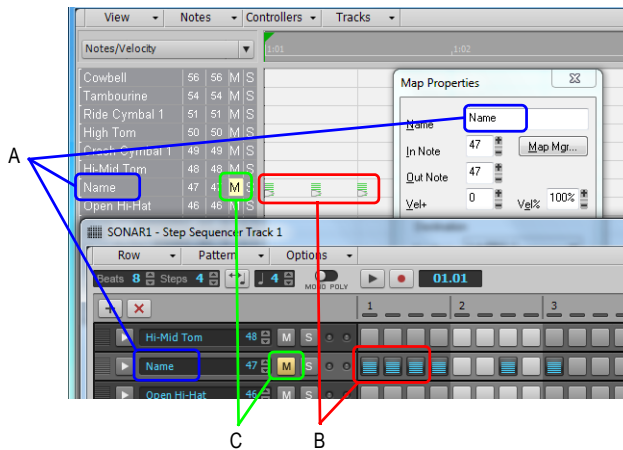 View Notes Controllers Tracks
Notes/Velocity 1:01 1:02
Cowbell 56 56 M S
Tambourine 54 54 M S
Ride Cymbal 1 51 51 M S
High Tom 50 50 M S
Crash Cymbal 1 49 49 M S
Hi-Mid Tom 48 48 M S
Name 47 47 M S
Open Hi-Hat 46 46 M S
Map Properties
Name Name
In Note 47 Map Mgr...
Out Note 47
Vel+ 0 Vel% 100%
Destination
A
SONAR1 - Step Sequencer Track 1
Row Pattern Options
Beats 8 Steps 4 4 MONO POLY 01.01
1 2 3
Hi-Mid Tom 48 M S
Name 47 M S
Open Hi-Hat 46 M S
C B